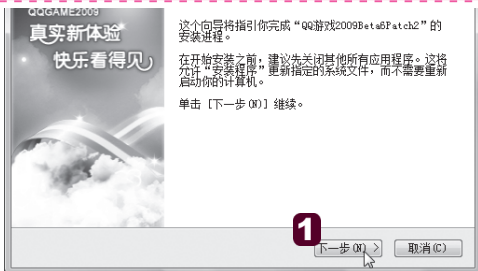 QQGAME2009
真实新体验
快乐看得见
这个向导将指引你完成“QQ游戏2009Beta6Patch2”的
安装进程。
在开始安装之前，建议先关闭其他所有应用程序。这将
允许“安装程序”更新指定的系统文件，而不需要重新
启动你的计算机。
单击 [下一步(N)] 继续。
1
下一步(N) >
取消(C)